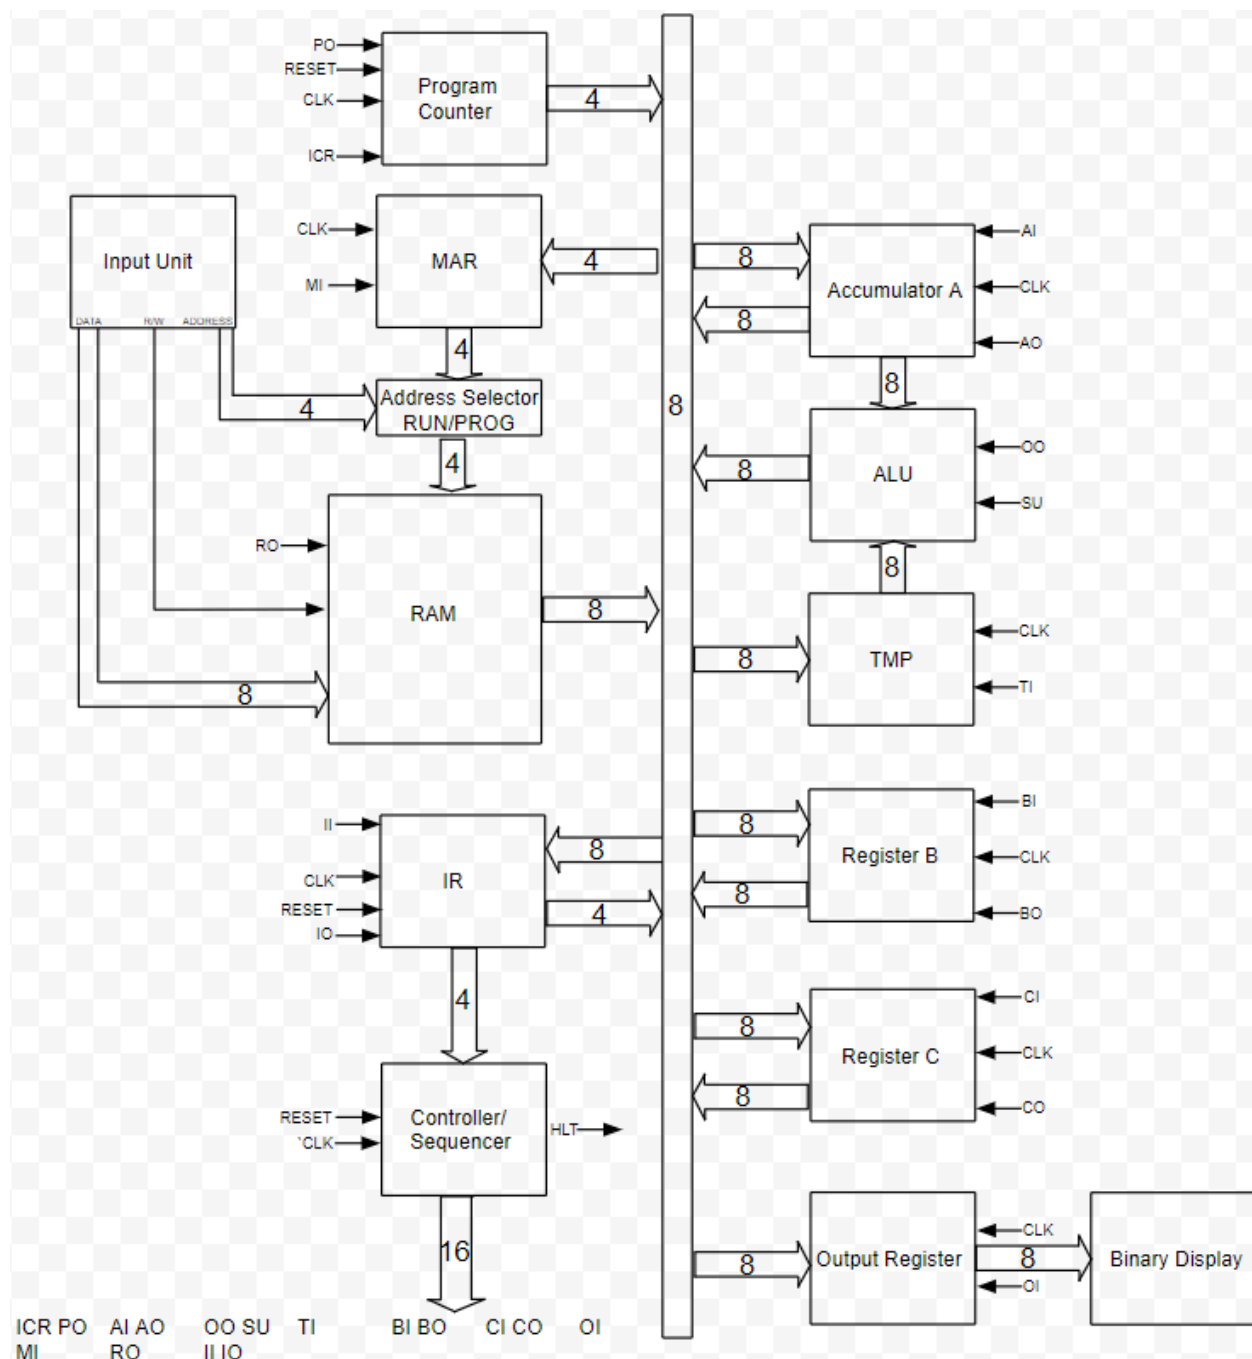 PO
RESET
CLK
ICR
Program
Counter
4
Input Unit
DATA R/W ADDRESS
CLK
MI
MAR
4
4
Address Selector
RUN/PROG
4
4
RO
RAM
8
8
II
CLK
RESET
IO
IR
8
4
4
RESET
`CLK
Controller/
Sequencer
HLT
16
ICR PO AI AO OO SU TI BI BO CI CO OI
MI RO II IO
8
8
8
Accumulator A
AI
CLK
AO
8
8
ALU
OO
SU
8
8
TMP
CLK
TI
8
8
Register B
BI
CLK
BO
8
8
Register C
CI
CLK
CO
8
Output Register
CLK
8
OI
Binary Display